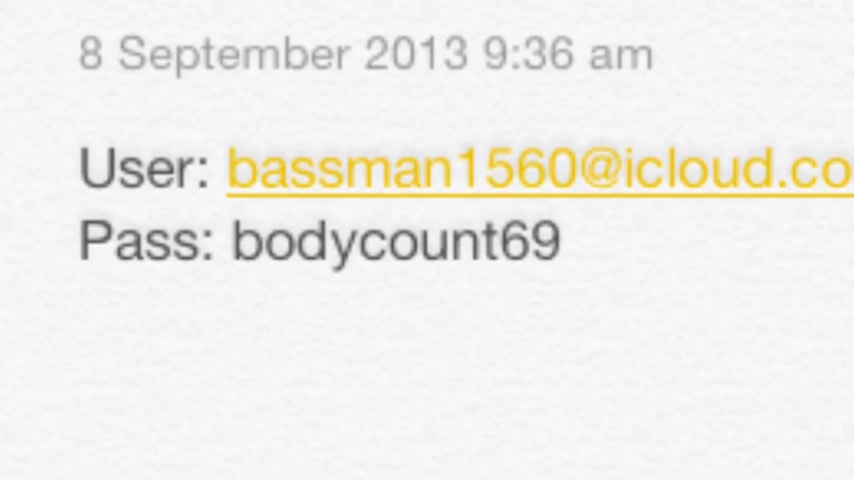 8 September 2013 9:36 am
User: bassman1560@icloud.co
Pass: bodycount69